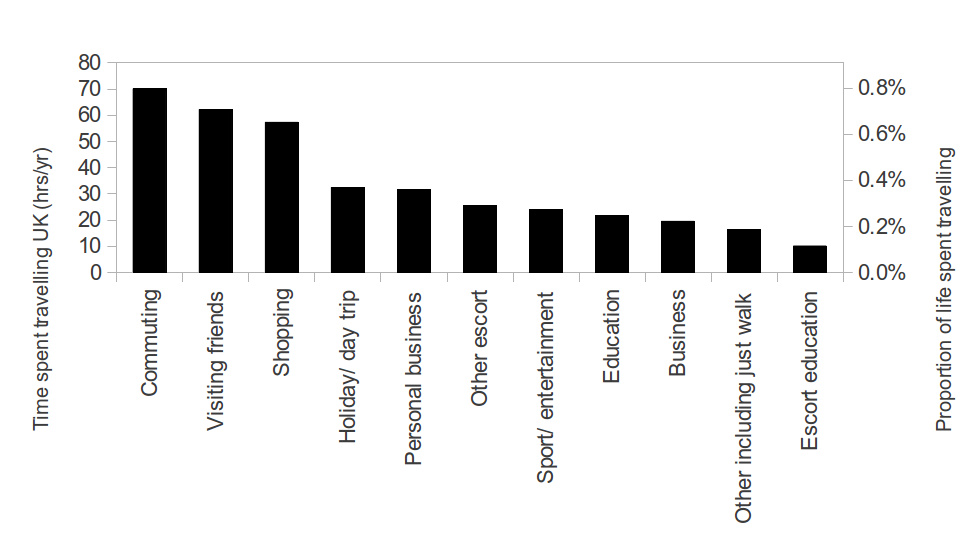 Time spent travelling UK (hrs/yr)
80
70
60
50
40
30
20
10
0
0.8%
0.6%
0.4%
0.2%
0.0%
Proportion of life spent travelling
Commuting
Visiting friends
Shopping
Holiday/ day trip
Personal business
Other escort
Sport/ entertainment
Education
Business
Other including just walk
Escort education